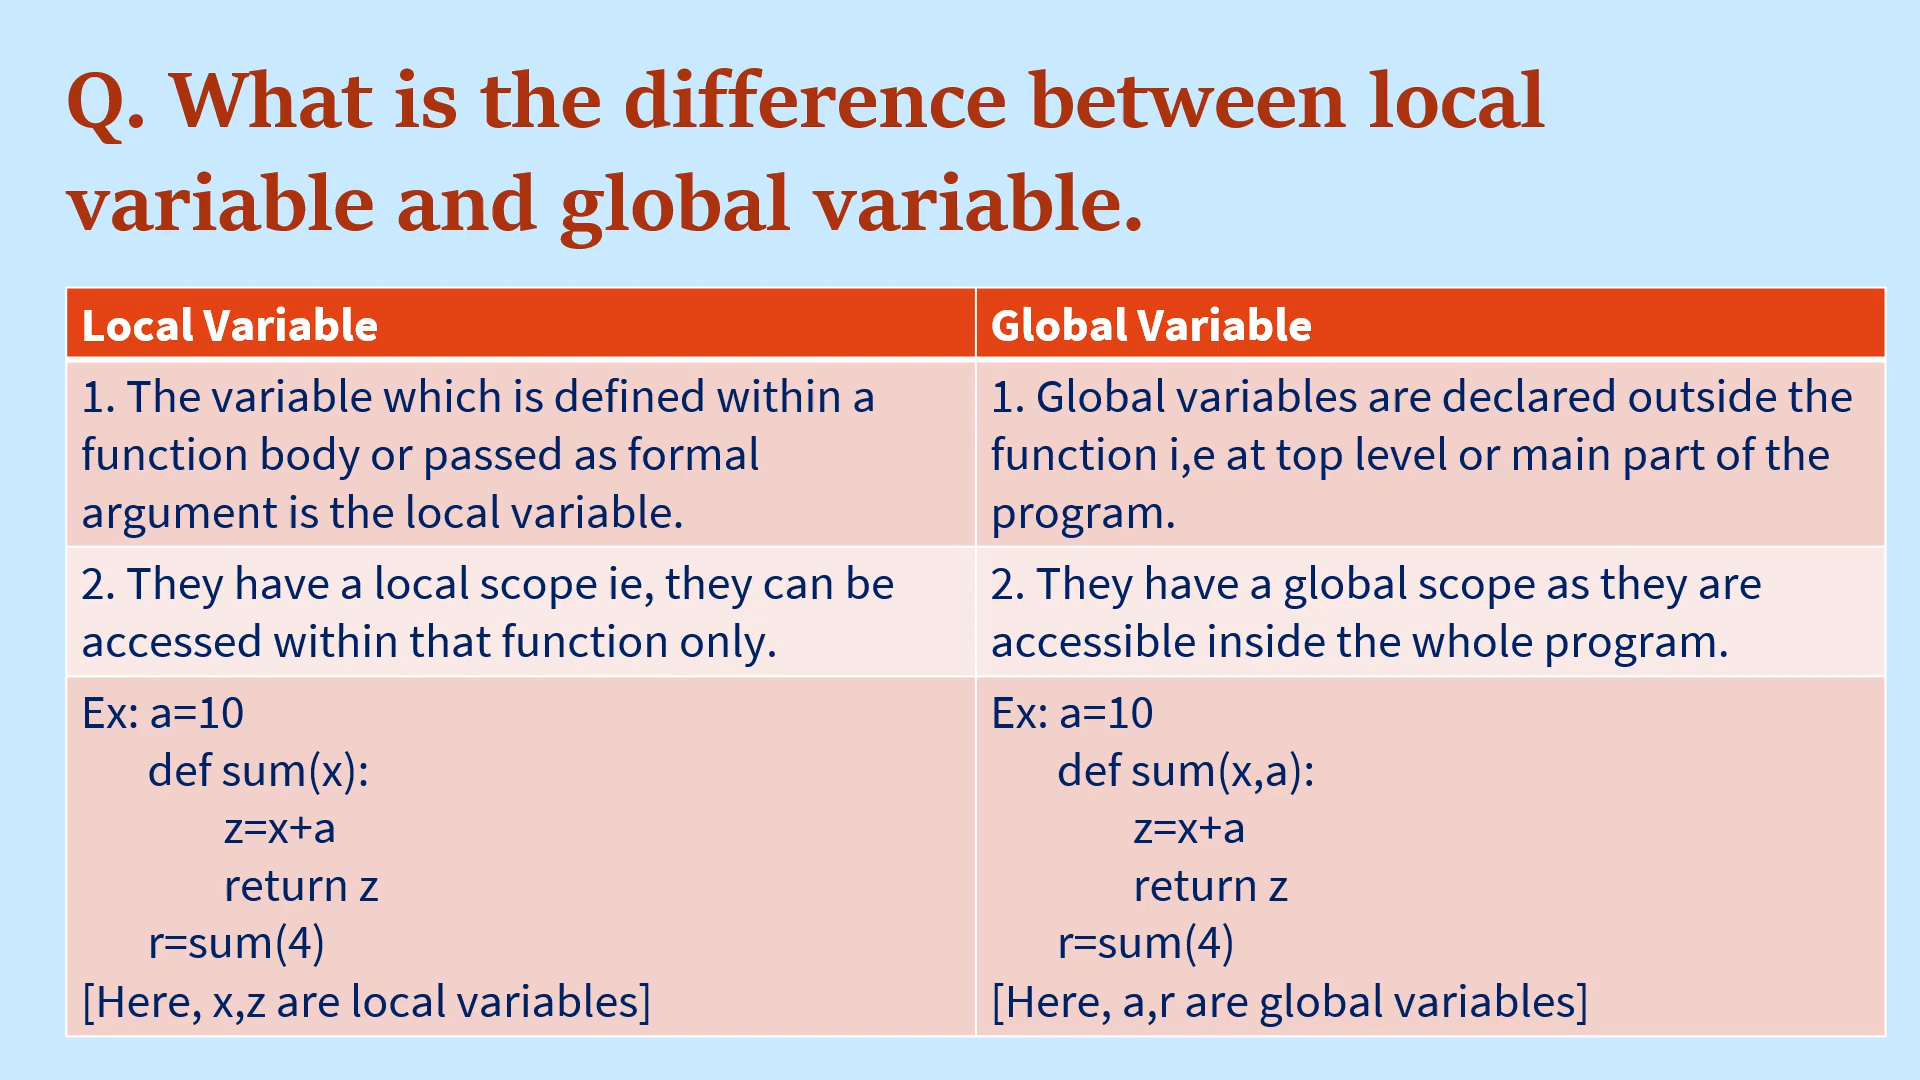 Q. What is the difference between local
variable and global variable.
Local Variable
Global Variable
1. The variable which is defined within a
function body or passed as formal
argument is the local variable.
1. Global variables are declared outside the
function i,e at top level or main part of the
program.
2. They have a local scope ie, they can be
accessed within that function only.
2. They have a global scope as they are
accessible inside the whole program.
Ex: a=10
def sum(x):
z=x+a
return z
r=sum(4)
[Here, x,z are local variables]
Ex: a=10
def sum(x,a):
z=x+a
return z
r=sum(4)
[Here, a,r are global variables]